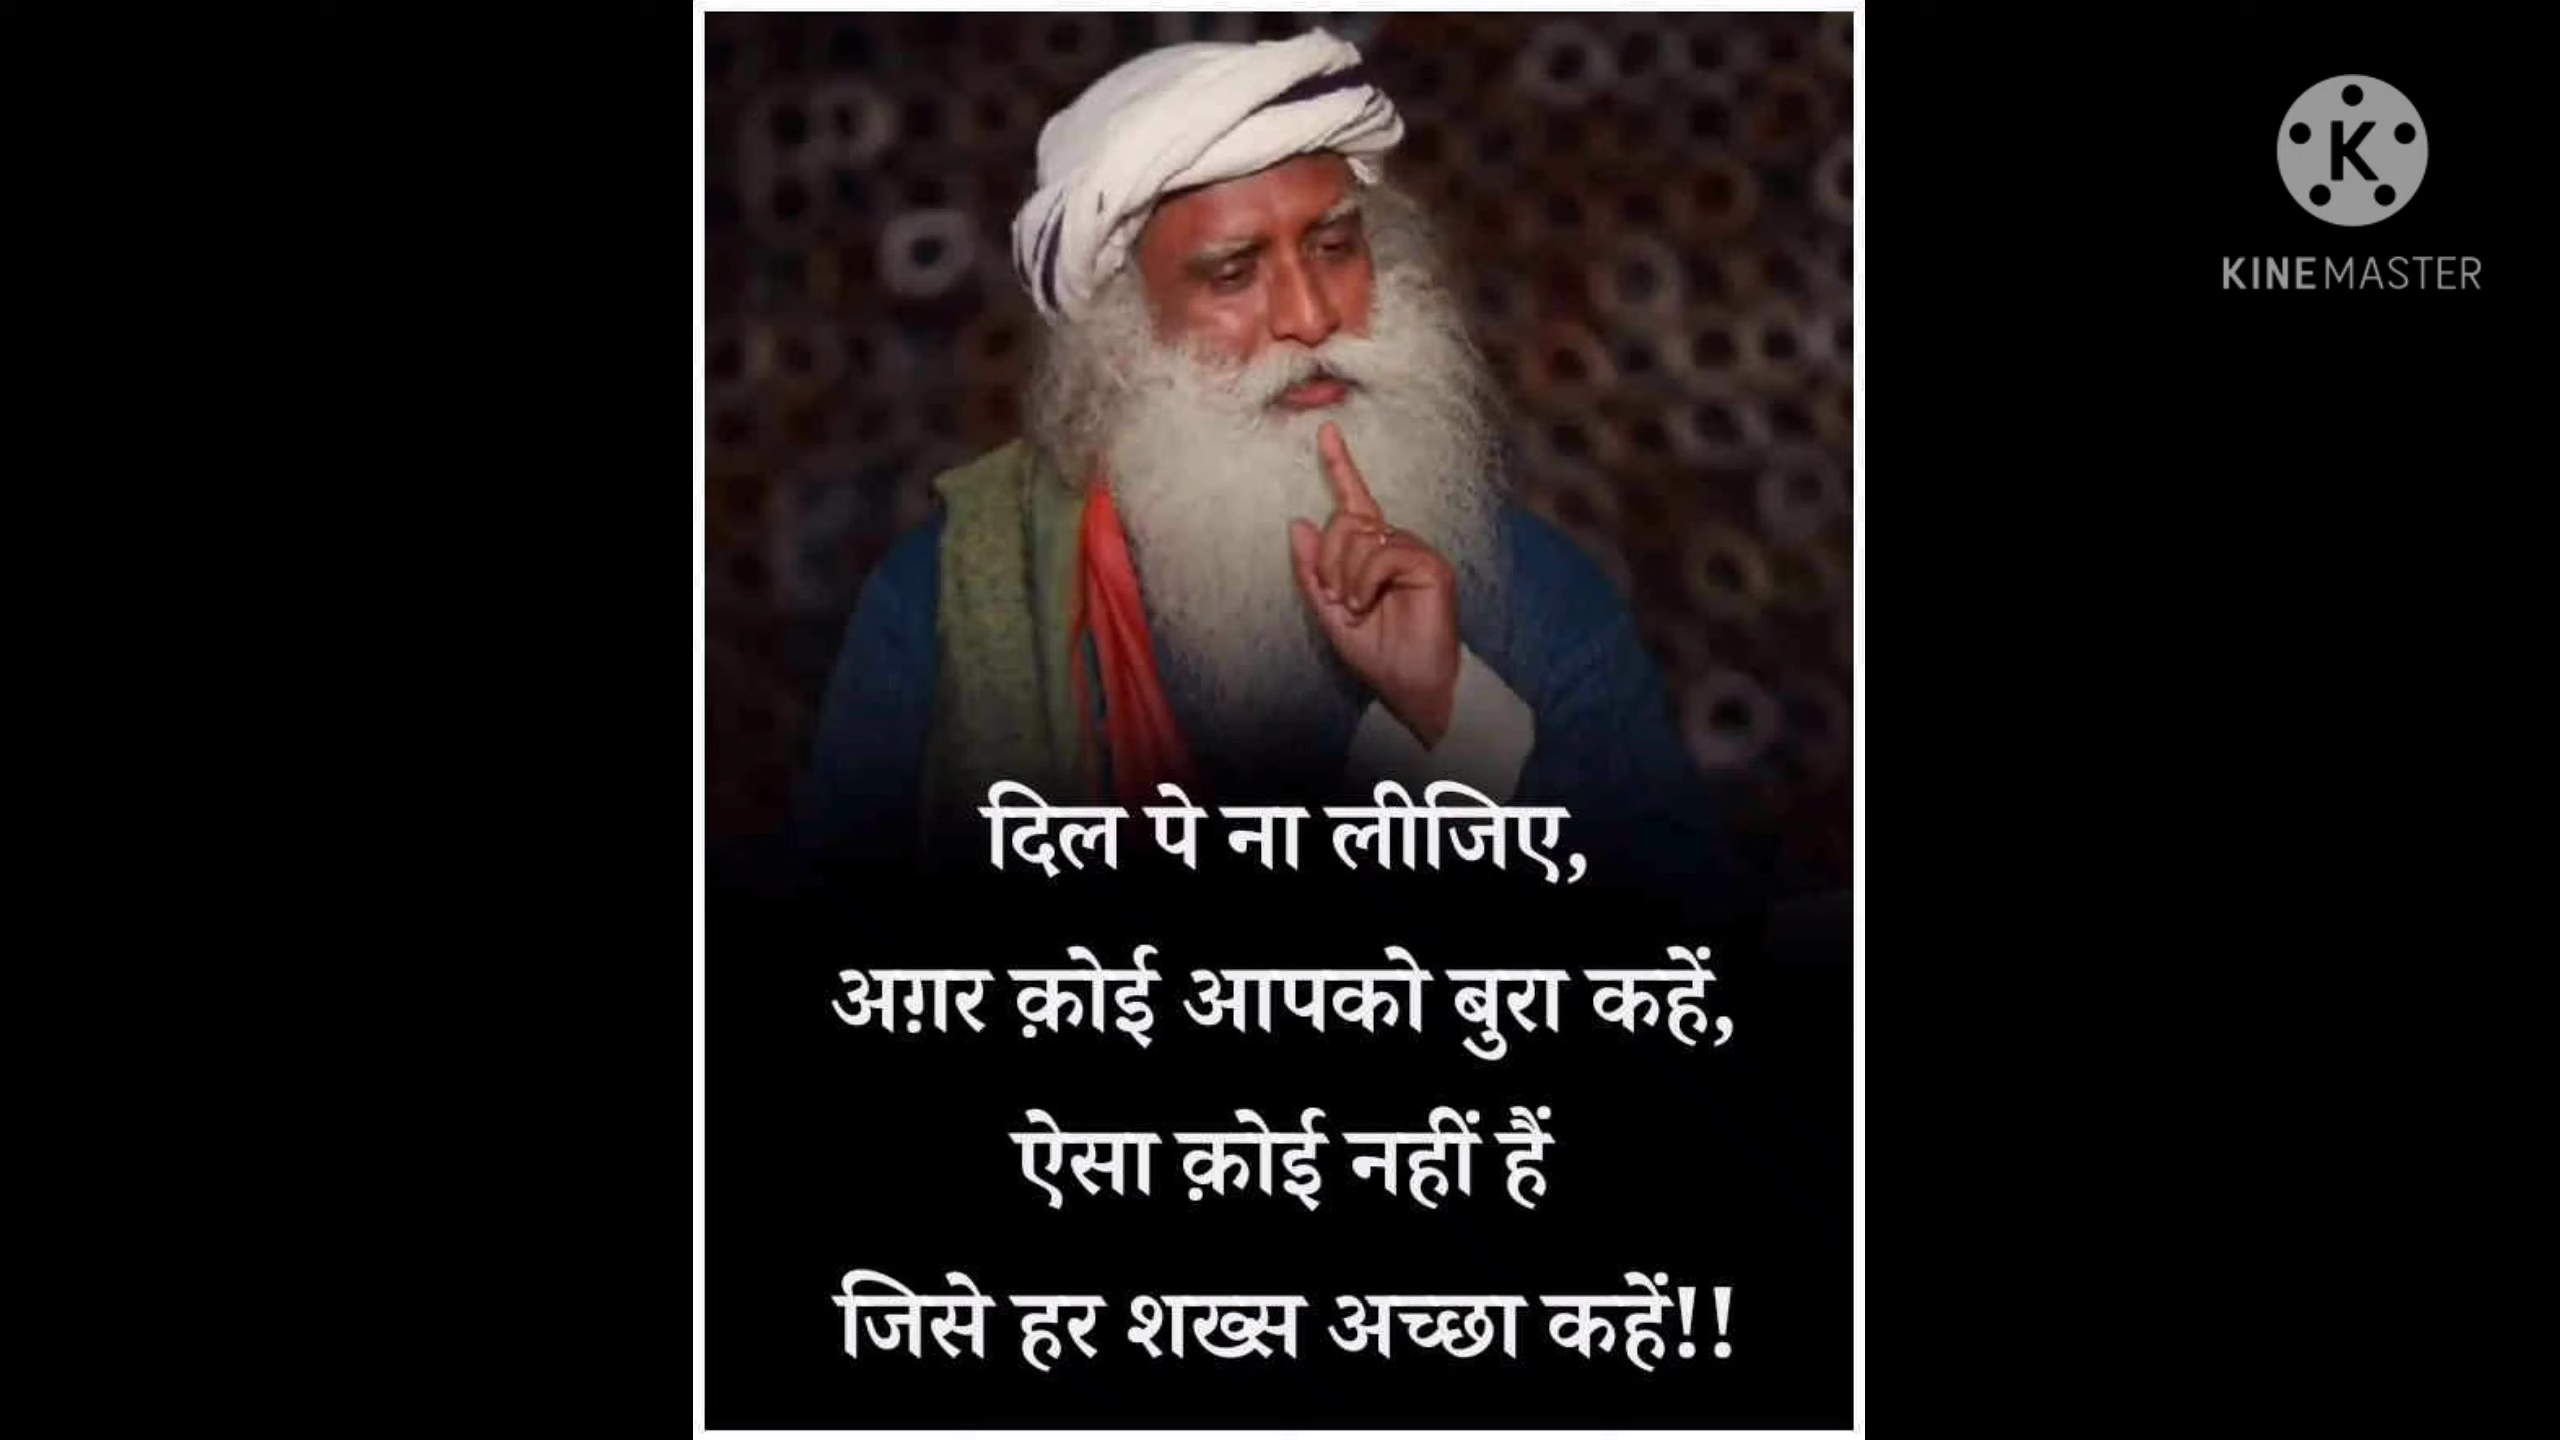 दिल पे ना लीजिए,
अग़र क़ोई आपको बुरा कहें,
ऐसा क़ोई नहीं हैं
जिसे हर शख्स अच्छा कहें!!
K
KINEMASTER